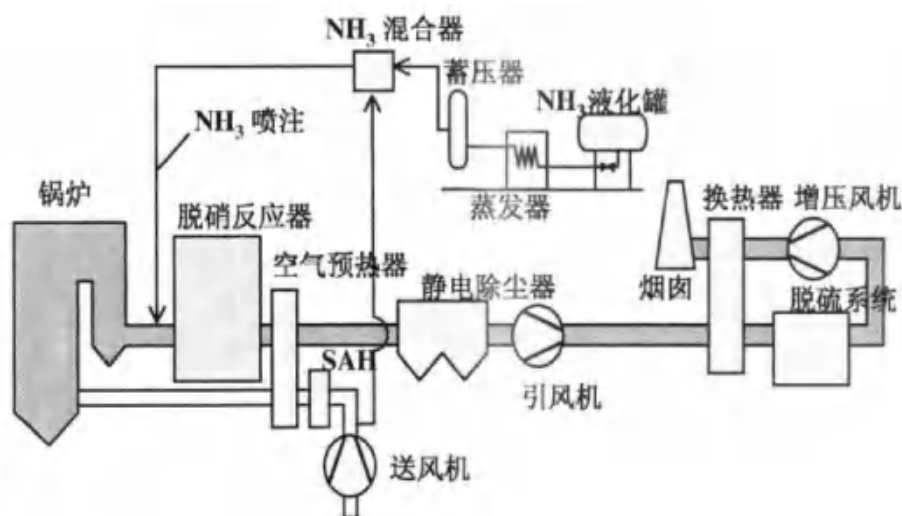 NH₃ 混合器
蓄压器
NH₃液化罐
NH₃ 喷注
锅炉
脱硝反应器
蒸发器
换热器
增压风机
空气预热器
静电除尘器
烟囱
脱硫系统
SAH
引风机
送风机